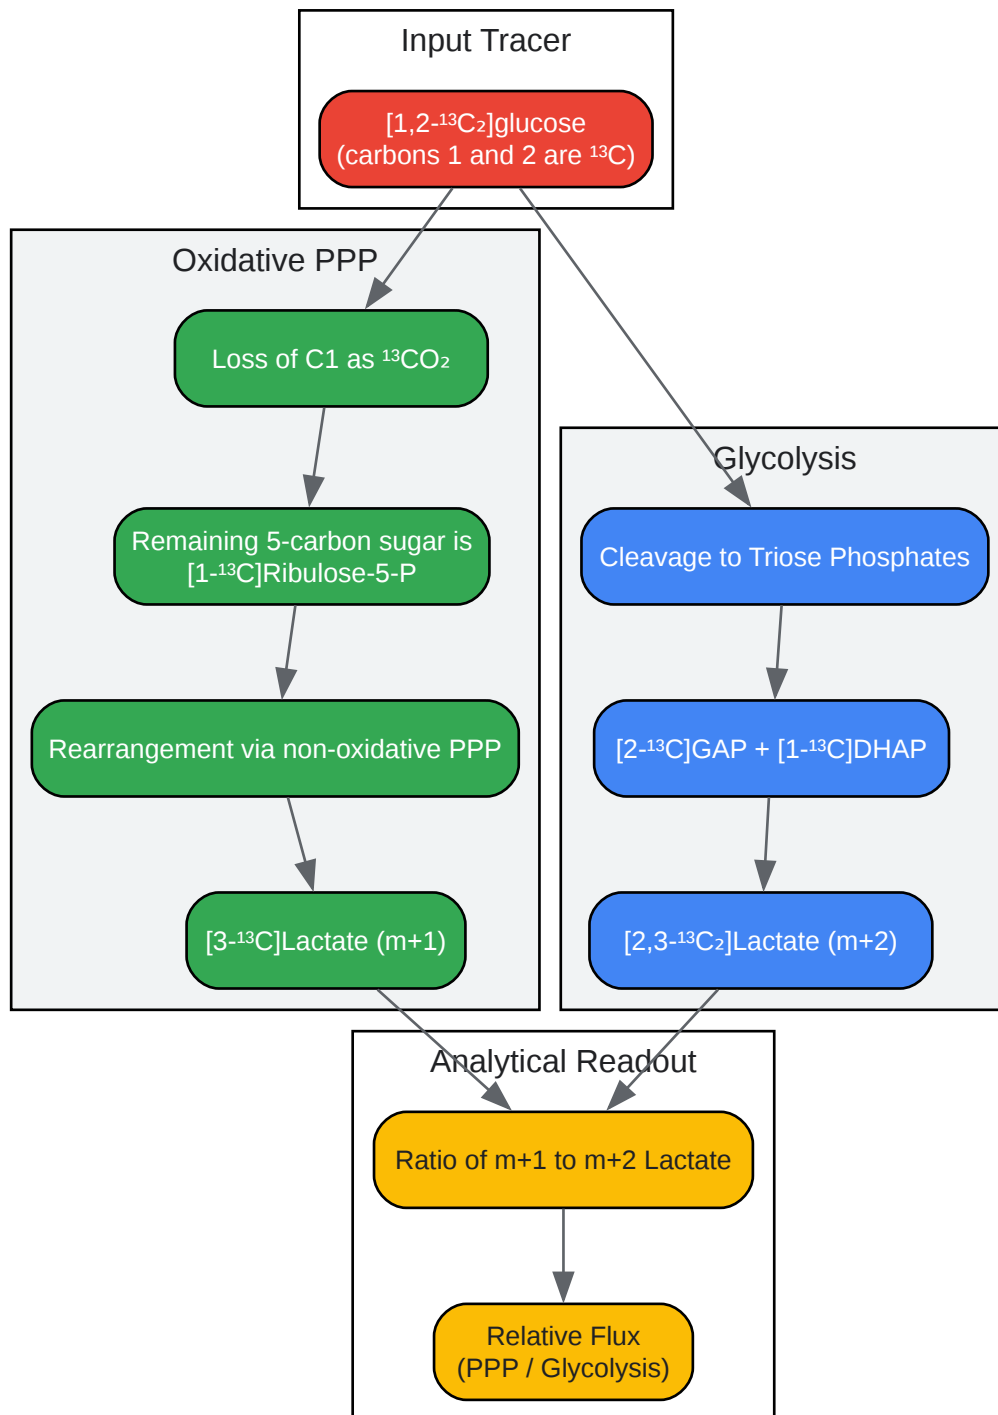 Input Tracer
[1,2-¹³C₂]glucose
(carbons 1 and 2 are ¹³C)
Oxidative PPP
Loss of C1 as ¹³CO₂
Remaining 5-carbon sugar is
[1-¹³C]Ribulose-5-P
Rearrangement via non-oxidative PPP
[3-¹³C]Lactate (m+1)
Glycolysis
Cleavage to Triose Phosphates
[2-¹³C]GAP + [1-¹³C]DHAP
[2,3-¹³C₂]Lactate (m+2)
Analytical Readout
Ratio of m+1 to m+2 Lactate
Relative Flux
(PPP / Glycolysis)